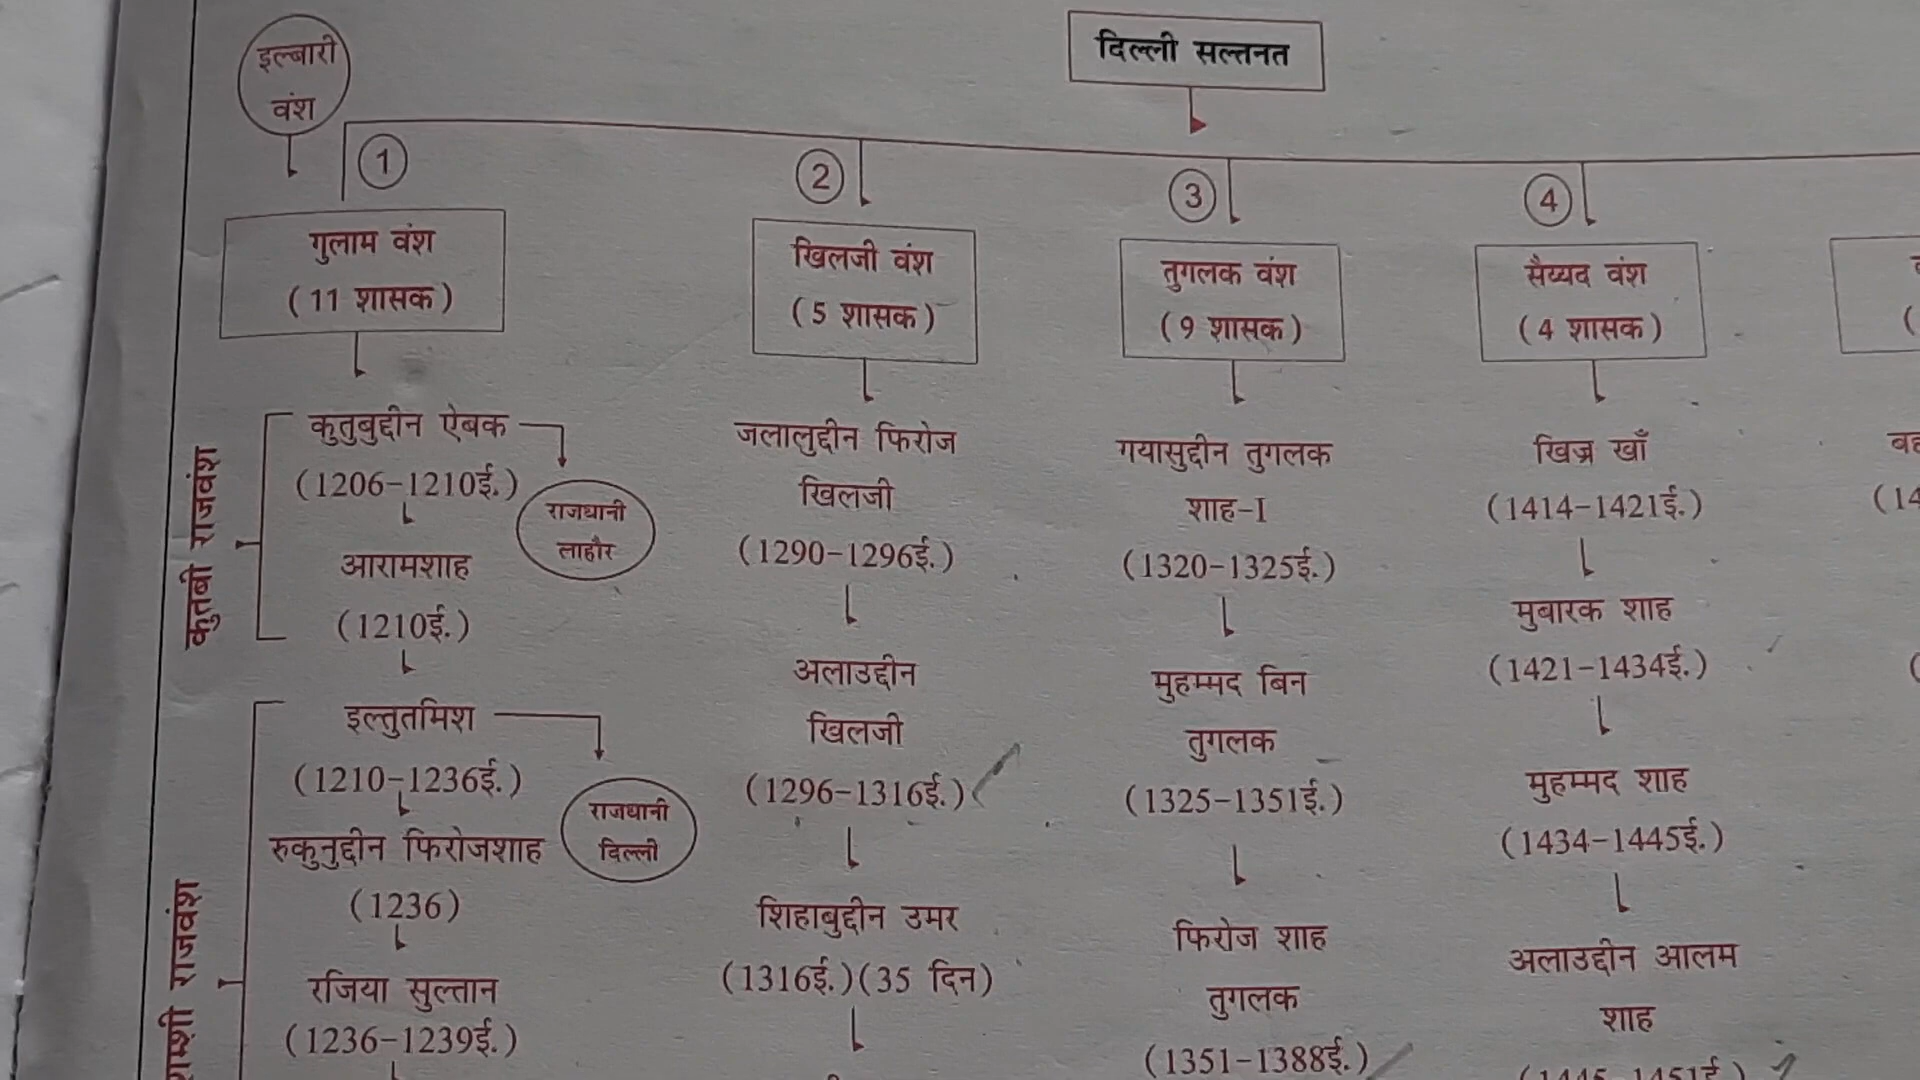 दिल्ली सल्तनत
इल्बारी
वंश
1
गुलाम वंश
(11 शासक)
कुतबी राजवंश
कुतुबुद्दीन ऐबक
(1206-1210ई.)
राजधानी
लाहौर
आरामशाह
(1210ई.)
इल्तुतमिश
(1210-1236ई.)
राजधानी
दिल्ली
रुकुनुद्दीन फिरोजशाह
(1236)
राजवंश
रजिया सुल्तान
(1236-1239ई.)
2
खिलजी वंश
(5 शासक)
जलालुद्दीन फिरोज
खिलजी
(1290-1296ई.)
अलाउद्दीन
खिलजी
(1296-1316ई.)
शिहाबुद्दीन उमर
(1316ई.)(35 दिन)
3
तुगलक वंश
(9 शासक)
गयासुद्दीन तुगलक
शाह-I
(1320-1325ई.)
मुहम्मद बिन
तुगलक
(1325-1351ई.)
फिरोज शाह
तुगलक
(1351-1388ई.)
4
सैय्यद वंश
(4 शासक)
खिज्र खाँ
(1414-1421ई.)
मुबारक शाह
(1421-1434ई.)
मुहम्मद शाह
(1434-1445ई.)
अलाउद्दीन आलम
शाह
(1445-1451ई.)